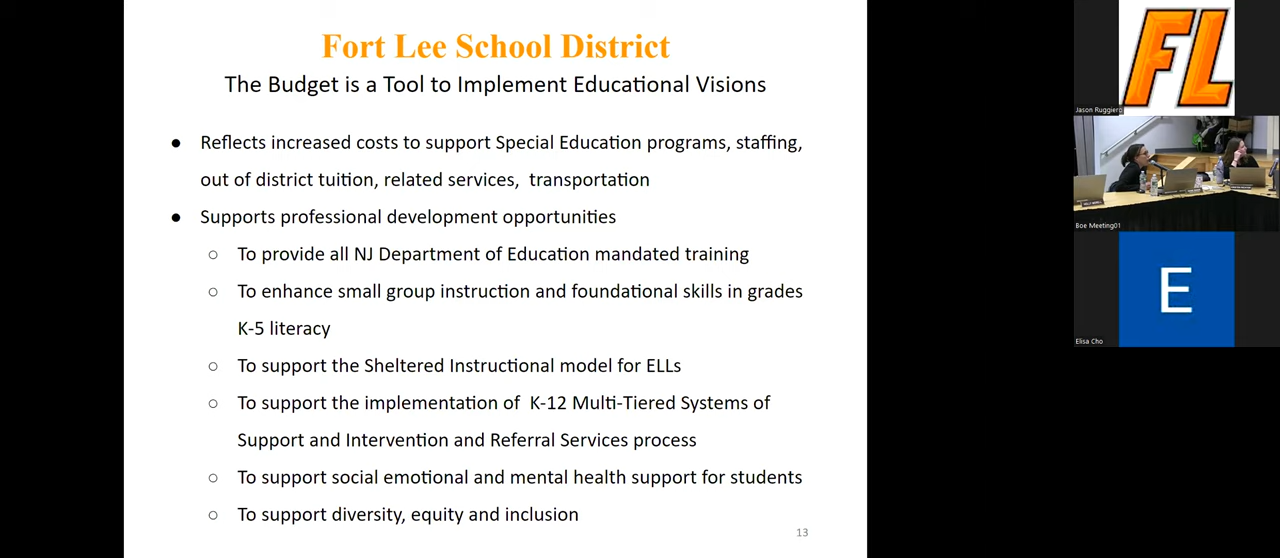 Fort Lee School District
The Budget is a Tool to Implement Educational Visions
● Reflects increased costs to support Special Education programs, staffing,
out of district tuition, related services, transportation
● Supports professional development opportunities
○ To provide all NJ Department of Education mandated training
○ To enhance small group instruction and foundational skills in grades
K-5 literacy
○ To support the Sheltered Instructional model for ELLs
○ To support the implementation of K-12 Multi-Tiered Systems of
Support and Intervention and Referral Services process
○ To support social emotional and mental health support for students
○ To support diversity, equity and inclusion
13
FL
Jason Ruggiero
Boe Meeting01
E
Elisa Cho